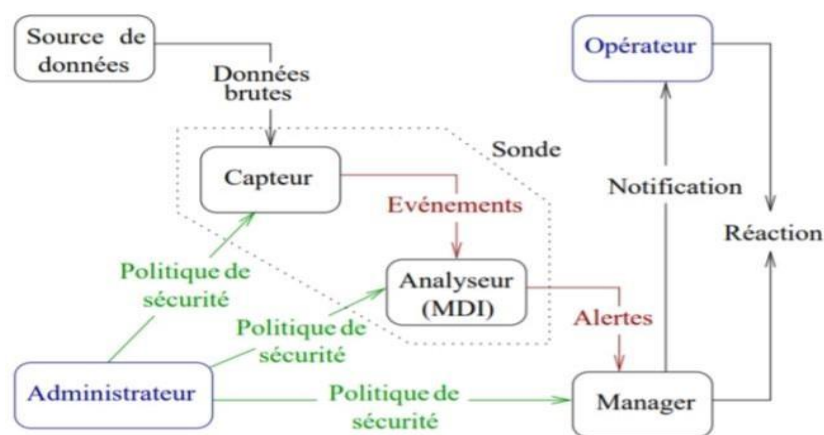 Source de
données
Opérateur
Données
brutes
Sonde
Capteur
Notification
Evénements
Réaction
Politique de
sécurité
Analyseur
(MDI)
Alertes
Politique de
sécurité
Administrateur
Politique de
sécurité
Manager